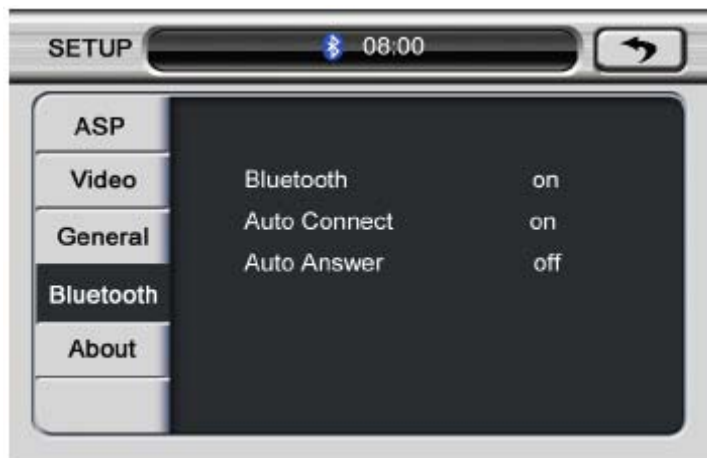 SETUP 08:00
ASP
Video
General
Bluetooth
About
Bluetooth on
Auto Connect on
Auto Answer off